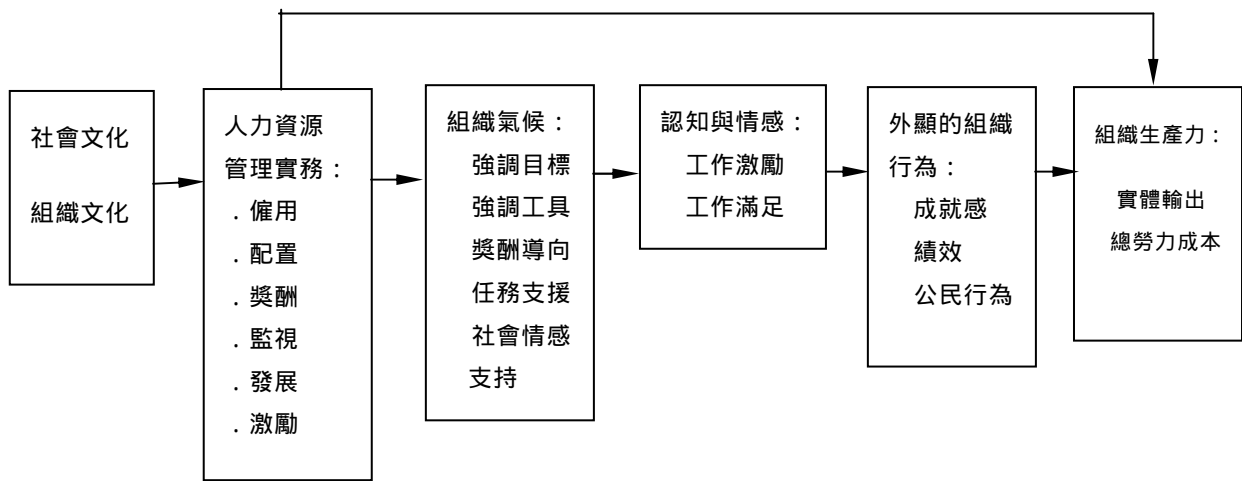 社會文化
組織文化
人力資源
管理實務：
．僱用
．配置
．獎酬
．監視
．發展
．激勵
組織氣候：
強調目標
強調工具
獎酬導向
任務支援
社會情感
支持
認知與情感：
工作激勵
工作滿足
外顯的組織
行為：
成就感
績效
公民行為
組織生產力：
實體輸出
總勞力成本